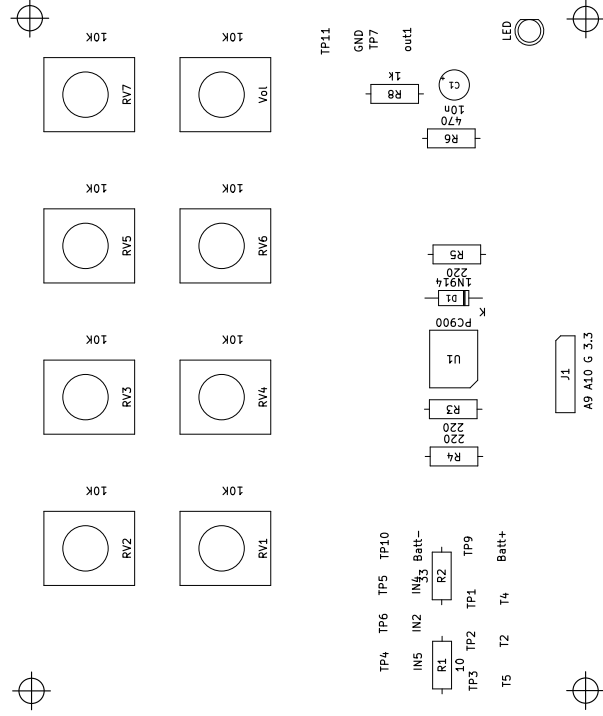 LED
TP11
GND
TP7
out1
10K
10K
RV7
Vol
1k
R8
C1
10n
470
R6
10K
10K
RV5
RV6
R5
220
1N914
D1
K
PC900
U1
10K
10K
RV3
RV4
R3
220
220
R4
J1
A9 A10 G 3.3
10K
10K
RV2
RV1
TP10
Batt-
TP9
Batt+
TP5
IN4
33
R2
TP1
T4
TP6
IN2
TP2
T2
TP4
IN5
R1
10
TP3
T5